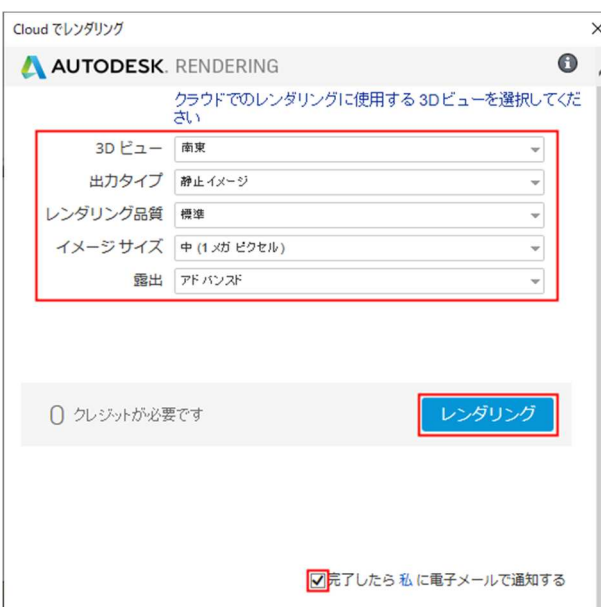 Cloud でレンダリング
AUTODESK. RENDERING
クラウドでのレンダリングに使用する 3D ビューを選択してくだ
さい
3D ビュー 南東
出力タイプ 静止イメージ
レンダリング品質 標準
イメージ サイズ 中 (1 メガ ピクセル)
露出 アドバンスド
0 クレジットが必要です レンダリング
完了したら 私 に電子メールで通知する